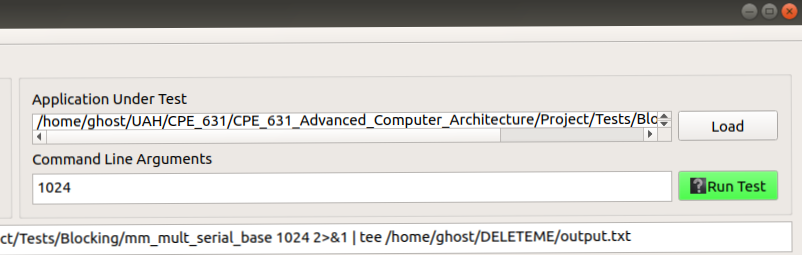 Application Under Test
/home/ghost/UAH/CPE_631/CPE_631_Advanced_Computer_Architecture/Project/Tests/Blo
Load
Command Line Arguments
1024
Run Test
ct/Tests/Blocking/mm_mult_serial_base 1024 2>&1 | tee /home/ghost/DELETEME/output.txt